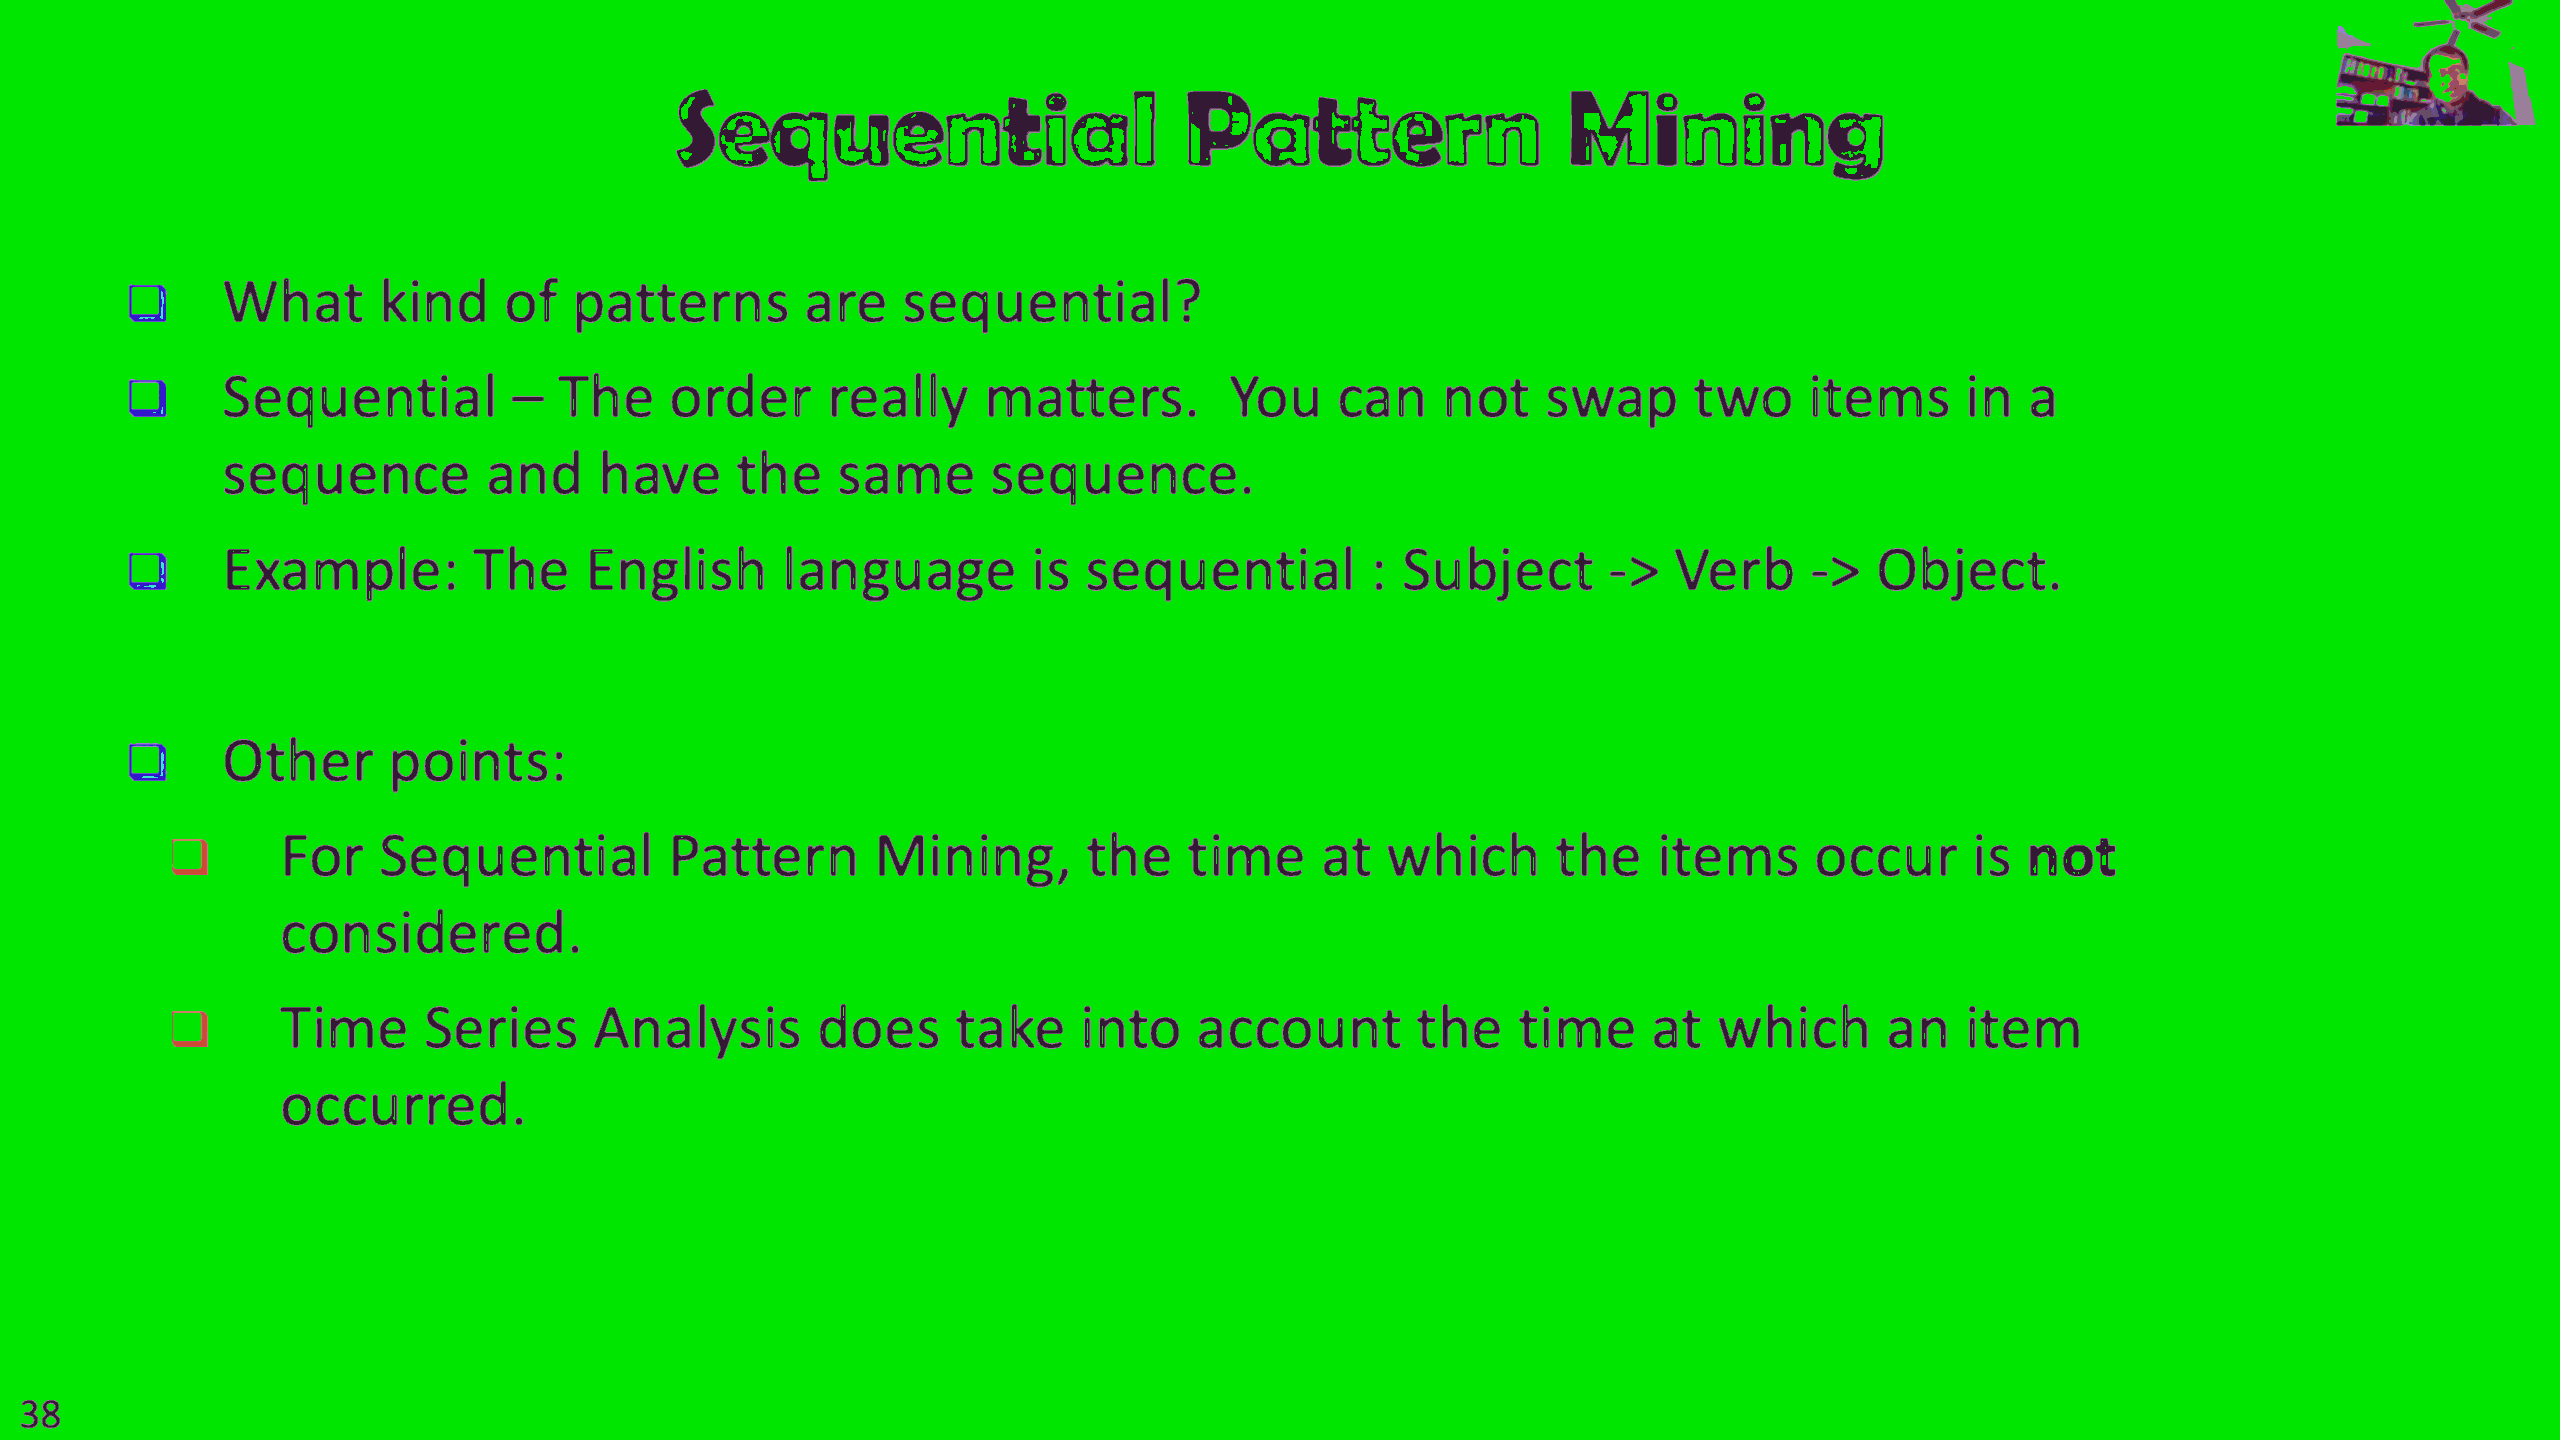 Sequential Pattern Mining
What kind of patterns are sequential?
Sequential – The order really matters.  You can not swap two items in a
sequence and have the same sequence.
Example: The English language is sequential : Subject -> Verb -> Object.
Other points:
For Sequential Pattern Mining, the time at which the items occur is not
considered.
Time Series Analysis does take into account the time at which an item
occurred.
38